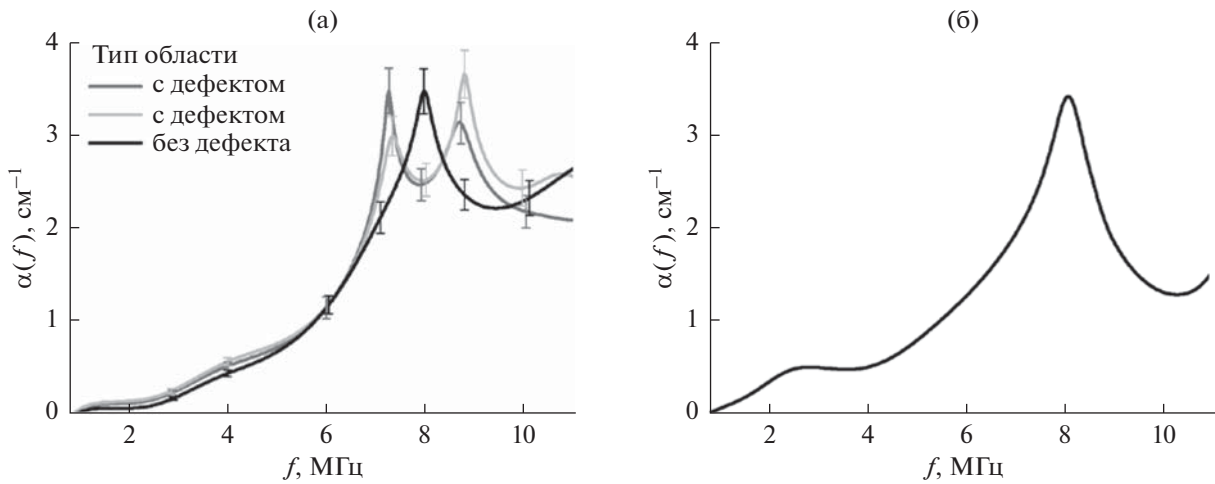 (а)
Тип области
с дефектом
с дефектом
без дефекта
α(f), см⁻¹
4
3
2
1
0
2
4
6
8
10
f, МГц
(б)
α(f), см⁻¹
4
3
2
1
0
2
4
6
8
10
f, МГц